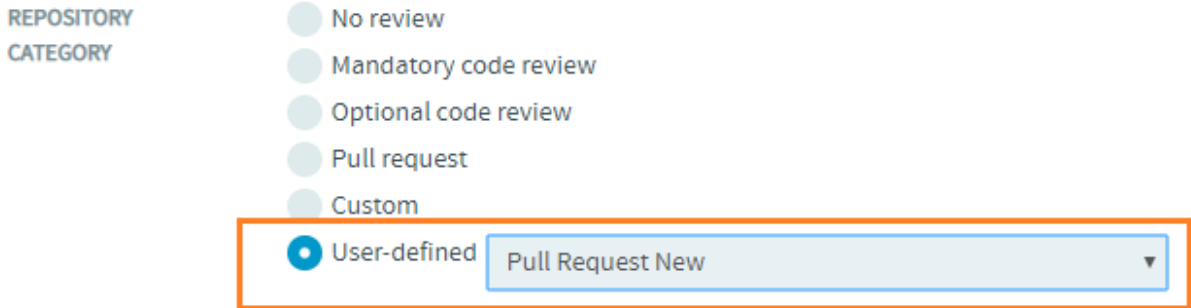 REPOSITORY
CATEGORY
No review
Mandatory code review
Optional code review
Pull request
Custom
User-defined Pull Request New